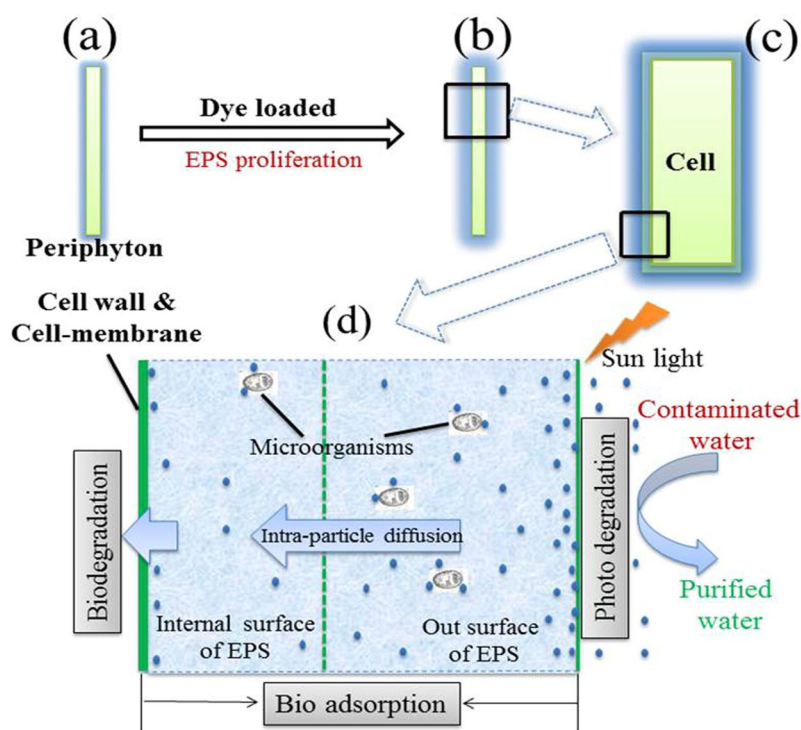 (a)
(b)
(c)
Dye loaded
EPS proliferation
Cell
Periphyton
Cell wall &
Cell-membrane
(d)
Sun light
Contaminated
water
Microorganisms
Biodegradation
Intra-particle diffusion
Photo degradation
Purified
water
Internal surface
of EPS
Out surface
of EPS
Bio adsorption